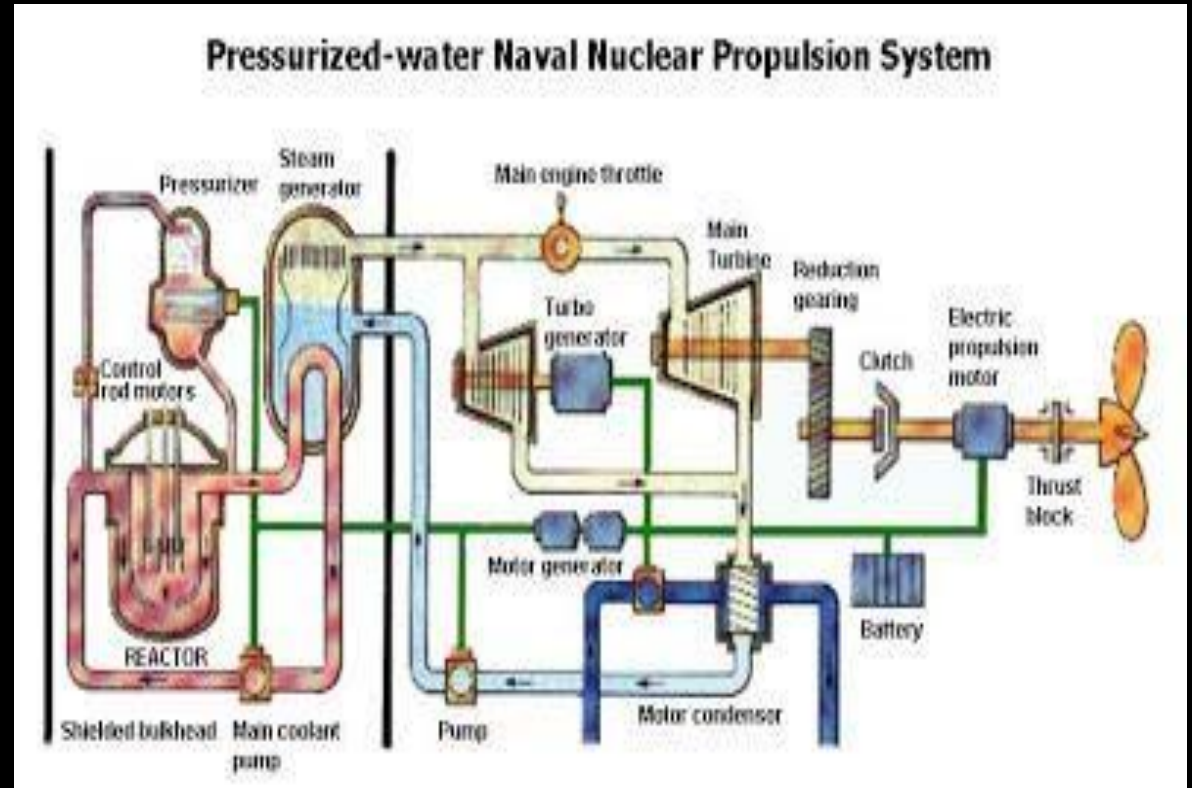 Pressurized-water Naval Nuclear Propulsion System
Steam
generator
Pressurizer
Main engine throttle
Main
Turbine
Reduction
gearing
Turbo
generator
Electric
propulsion
motor
Clutch
Control
rod motors
Thrust
block
Motor generator
Battery
REACTOR
Motor condensor
Shielded bulkhead
Main coolant
pump
Pump